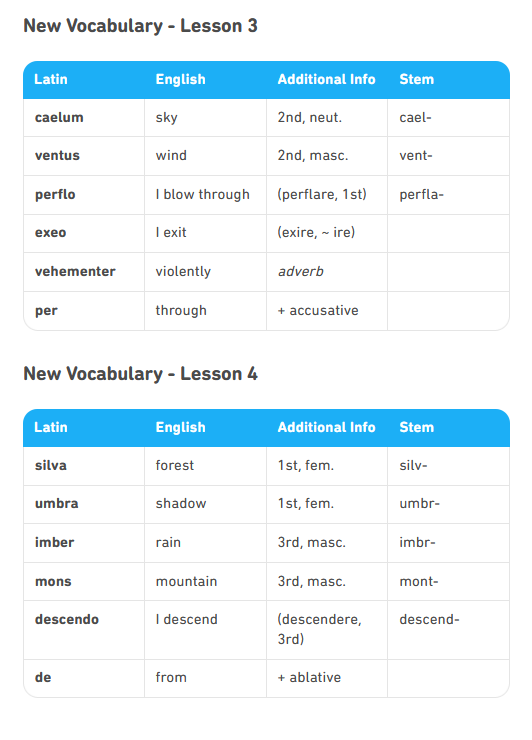 New Vocabulary - Lesson 3
Latin English Additional Info Stem
caelum sky 2nd, neut. cael-
ventus wind 2nd, masc. vent-
perflo I blow through (perflare, 1st) perfla-
exeo I exit (exire, ~ ire)
vehementer violently adverb
per through + accusative
New Vocabulary - Lesson 4
Latin English Additional Info Stem
silva forest 1st, fem. silv-
umbra shadow 1st, fem. umbr-
imber rain 3rd, masc. imbr-
mons mountain 3rd, masc. mont-
descendo I descend (descendere, descend-
3rd)
de from + ablative